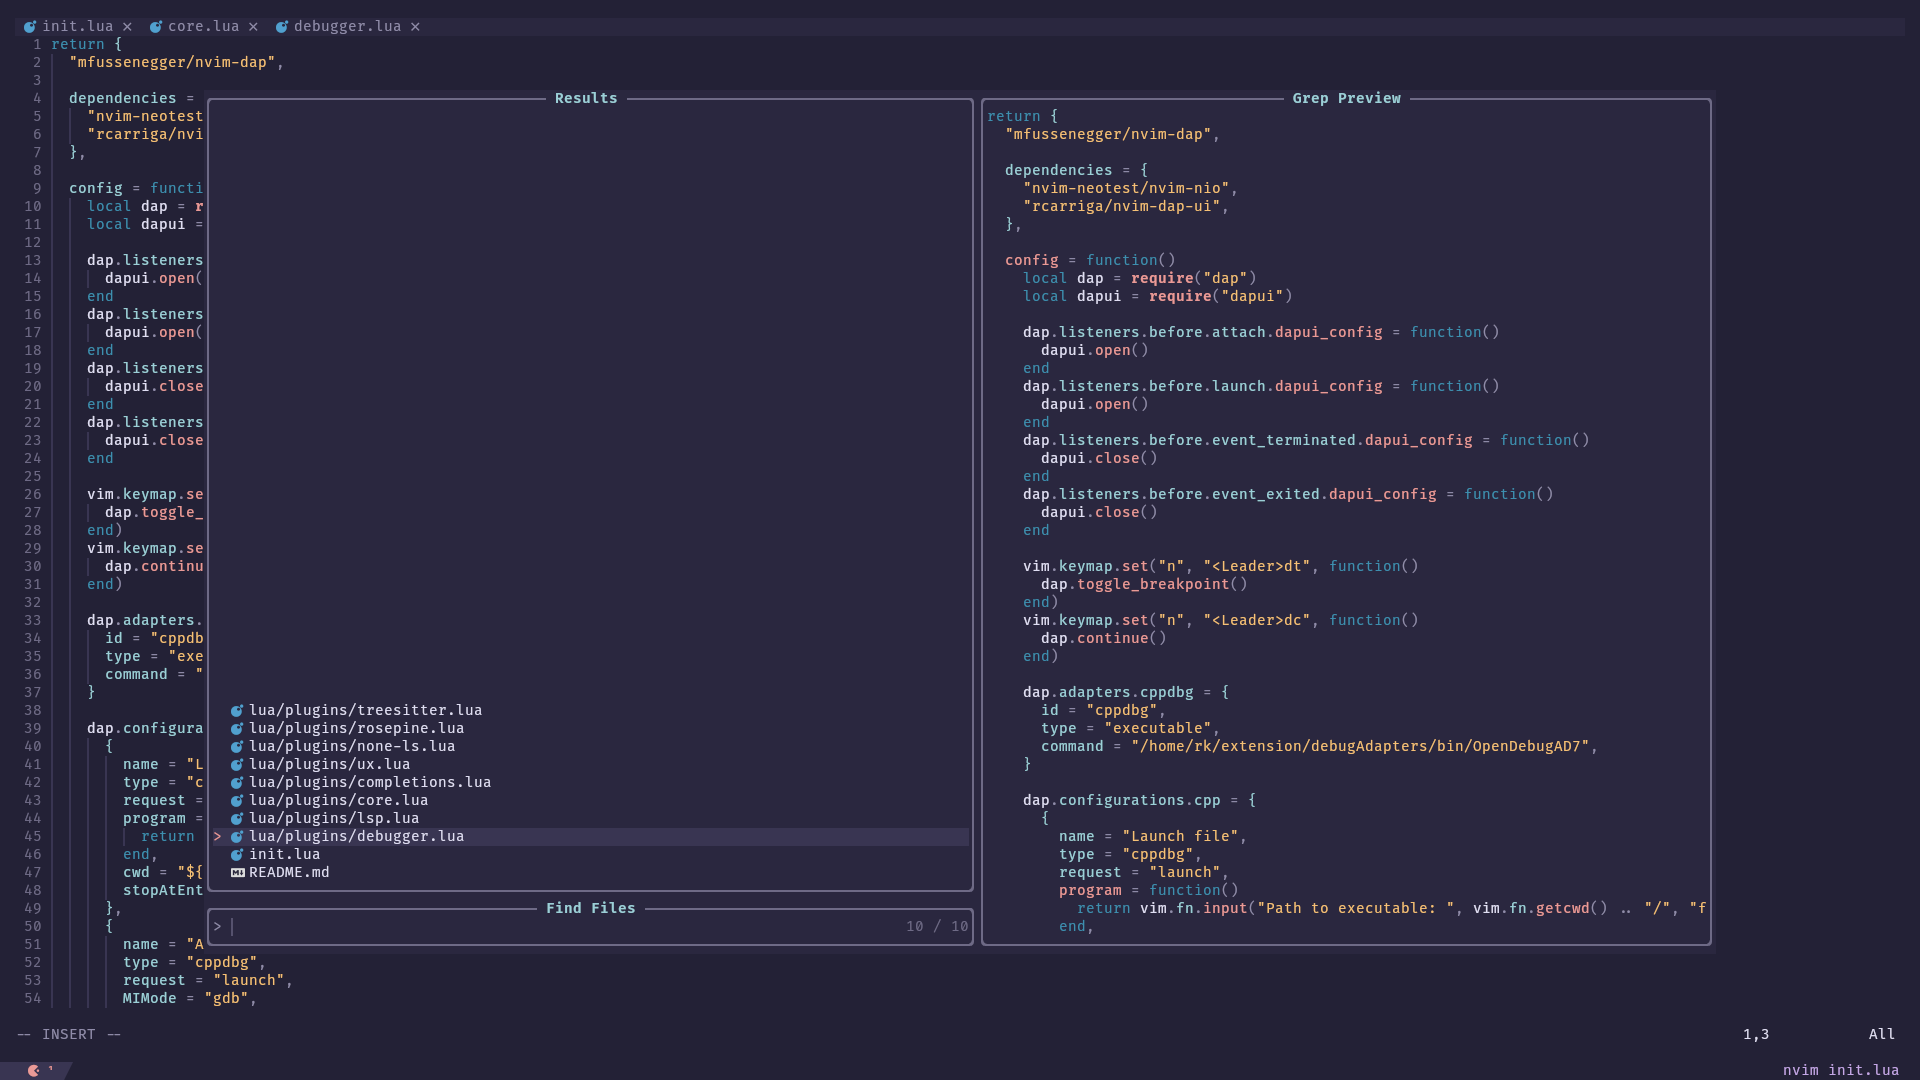 init.lua × core.lua × debugger.lua ×
1 return {
2 "mfussenegger/nvim-dap",
3
4 dependencies =
5 "nvim-neotest
6 "rcarriga/nvi
7 },
8
9 config = functi
10 local dap = r
11 local dapui =
12
13 dap.listeners
14 dapui.open(
15 end
16 dap.listeners
17 dapui.open(
18 end
19 dap.listeners
20 dapui.close
21 end
22 dap.listeners
23 dapui.close
24 end
25
26 vim.keymap.se
27 dap.toggle_
28 end)
29 vim.keymap.se
30 dap.continu
31 end)
32
33 dap.adapters.
34 id = "cppdb
35 type = "exe
36 command = "
37 }
38
39 dap.configura
40 {
41 name = "L
42 type = "c
43 request =
44 program =
45 return
46 end,
47 cwd = "${
48 stopAtEnt
49 },
50 {
51 name = "A
52 type = "cppdbg",
53 request = "launch",
54 MIMode = "gdb",
Results
lua/plugins/treesitter.lua
lua/plugins/rosepine.lua
lua/plugins/none-ls.lua
lua/plugins/ux.lua
lua/plugins/completions.lua
lua/plugins/core.lua
lua/plugins/lsp.lua
> lua/plugins/debugger.lua
init.lua
README.md
Find Files
> 10 / 10
Grep Preview
return {
"mfussenegger/nvim-dap",
dependencies = {
"nvim-neotest/nvim-nio",
"rcarriga/nvim-dap-ui",
},
config = function()
local dap = require("dap")
local dapui = require("dapui")
dap.listeners.before.attach.dapui_config = function()
dapui.open()
end
dap.listeners.before.launch.dapui_config = function()
dapui.open()
end
dap.listeners.before.event_terminated.dapui_config = function()
dapui.close()
end
dap.listeners.before.event_exited.dapui_config = function()
dapui.close()
end
vim.keymap.set("n", "<Leader>dt", function()
dap.toggle_breakpoint()
end)
vim.keymap.set("n", "<Leader>dc", function()
dap.continue()
end)
dap.adapters.cppdbg = {
id = "cppdbg",
type = "executable",
command = "/home/rk/extension/debugAdapters/bin/OpenDebugAD7",
}
dap.configurations.cpp = {
{
name = "Launch file",
type = "cppdbg",
request = "launch",
program = function()
return vim.fn.input("Path to executable: ", vim.fn.getcwd() .. "/", "f
end,
-- INSERT --
1,3 All
nvim init.lua